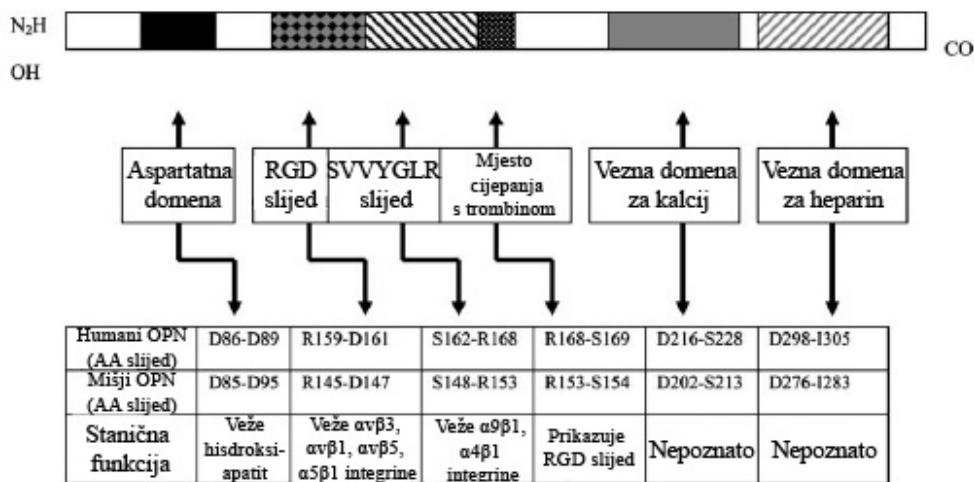 N₂H
OH
CO
Aspartatna
domena
RGD
slijed
SVVYGLR
slijed
Mjesto
cijepanja
s trombinom
Vezna domena
za kalcij
Vezna domena
za heparin
Humani OPN
(AA slijed)
D86-D89
R159-D161
S162-R168
R168-S169
D216-S228
D298-I305
Mišji OPN
(AA slijed)
D85-D95
R145-D147
S148-R153
R153-S154
D202-S213
D276-I283
Stanična
funkcija
Veže
hisdroksi-
apatit
Veže αvβ3,
αvβ1, αvβ5,
α5β1 integrine
Veže α9β1,
α4β1
integrine
Prikazuje
RGD slijed
Nepoznato
Nepoznato